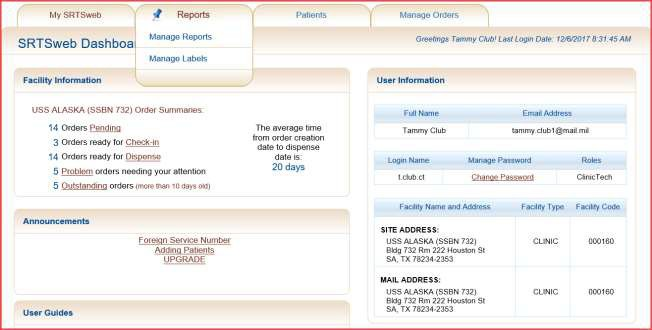 My SRTSweb
Reports
Patients
Manage Orders
Manage Reports
Manage Labels
SRTSweb Dashboa
Greetings Tammy Club! Last Login Date: 12/6/2017 8:31:45 AM
Facility Information
USS ALASKA (SSBN 732) Order Summaries:
14 Orders Pending
3 Orders ready for Check-in
14 Orders ready for Dispense
5 Problem orders needing your attention
5 Outstanding orders (more than 10 days old)
The average time
from order creation
date to dispense
date is:
20 days
Announcements
Foreign Service Number
Adding Patients
UPGRADE
User Guides
User Information
Full Name Email Address
Tammy Club tammy.club1@mail.mil
Login Name Manage Password Roles
t.club.ct Change Password ClinicTech
Facility Name and Address Facility Type Facility Code
SITE ADDRESS:
USS ALASKA (SSBN 732) CLINIC 000160
Bldg 732 Rm 222 Houston St
SA, TX 78234-2353
MAIL ADDRESS:
USS ALASKA (SSBN 732) CLINIC 000160
Bldg 732 Rm 222 Houston St
SA, TX 78234-2353